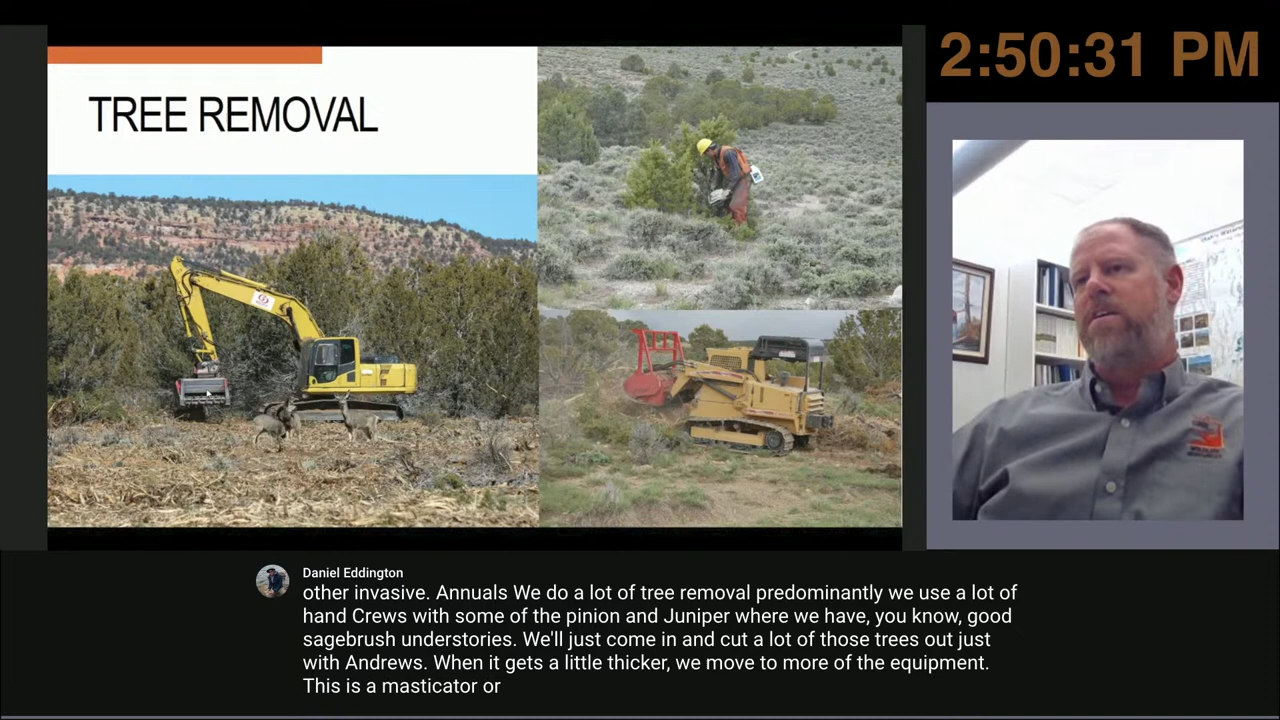 2:50:31 PM
TREE REMOVAL
Daniel Eddington
other invasive. Annuals We do a lot of tree removal predominantly we use a lot of
hand Crews with some of the pinion and Juniper where we have, you know, good
sagebrush understories. We'll just come in and cut a lot of those trees out just
with Andrews. When it gets a little thicker, we move to more of the equipment.
This is a masticator or